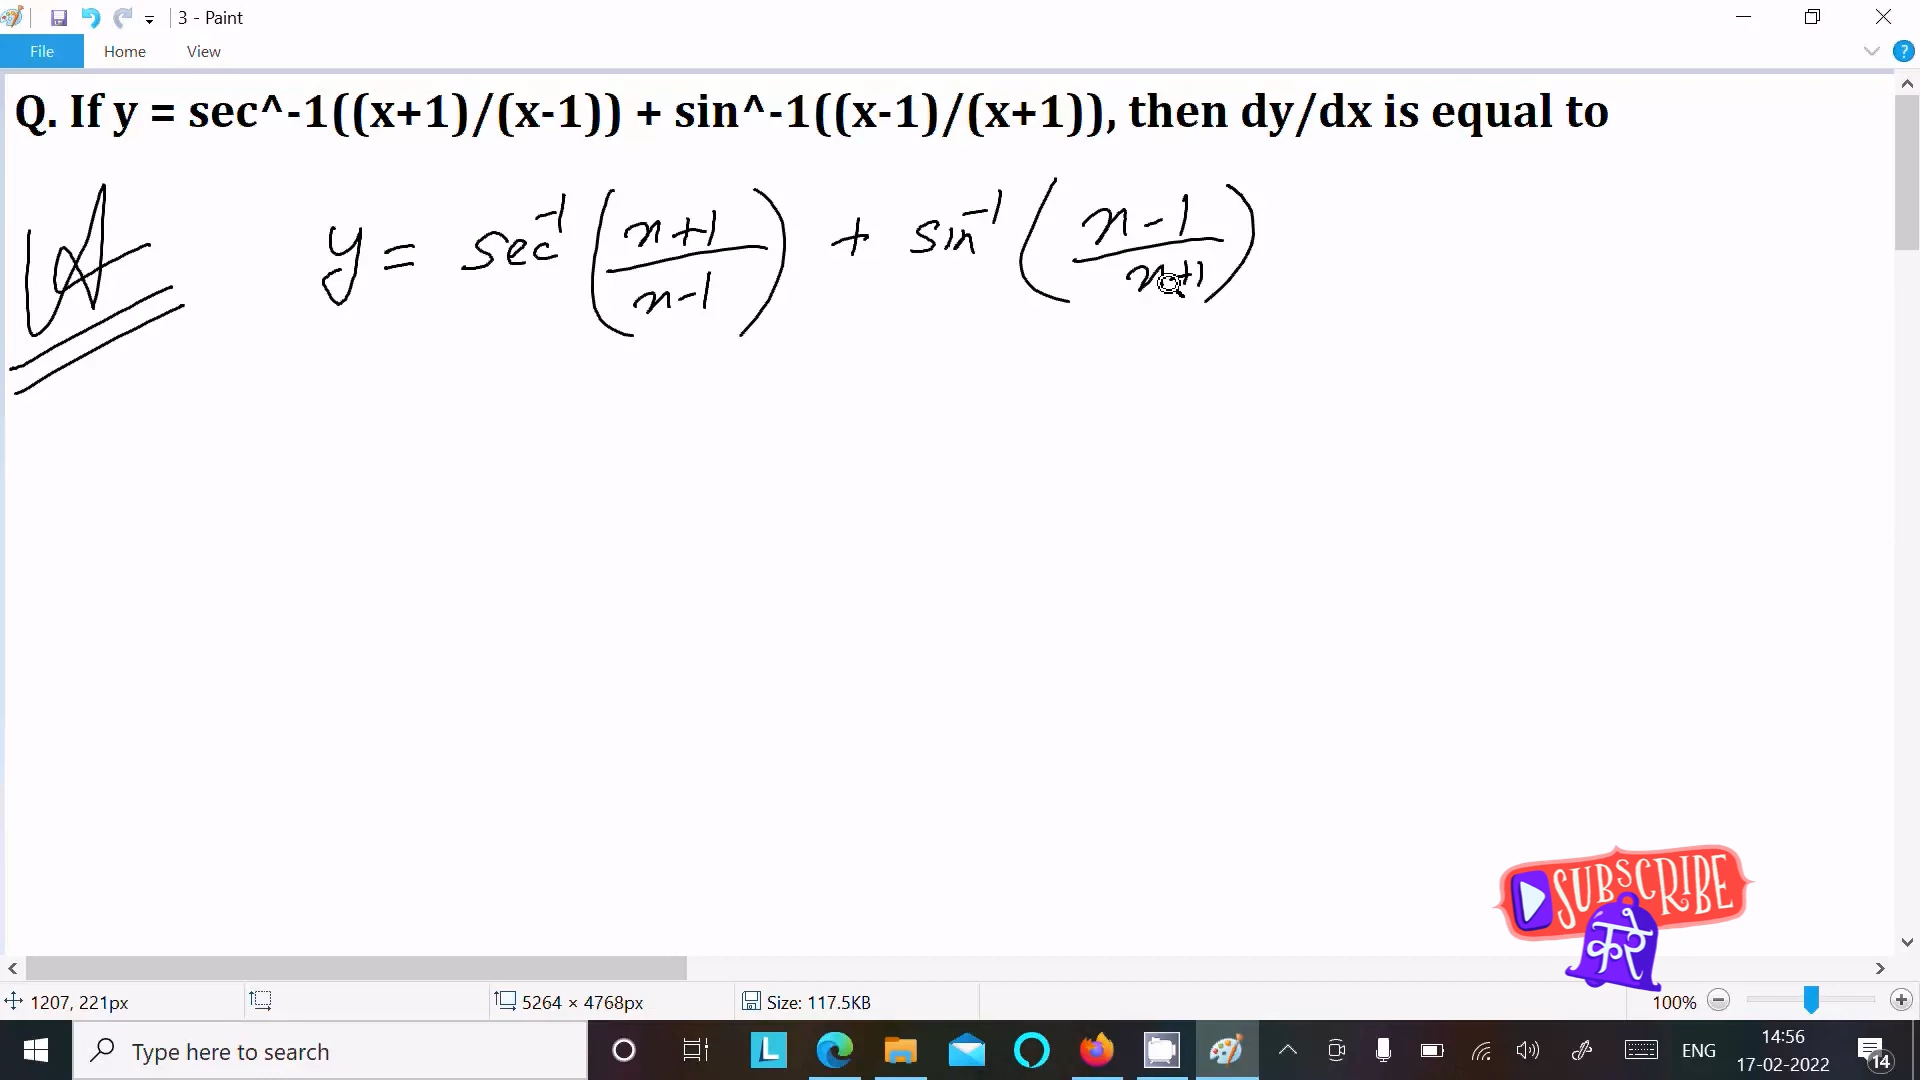 3 - Paint
File Home View
Q. If y = sec^-1((x+1)/(x-1)) + sin^-1((x-1)/(x+1)), then dy/dx is equal to
y = sec⁻¹ (x+1 / x-1) + sin⁻¹ (x-1 / x+1)
SUBSCRIBE
करे
1207, 221px 5264 × 4768px Size: 117.5KB 100%
Type here to search
L
ENG
14:56
17-02-2022
14